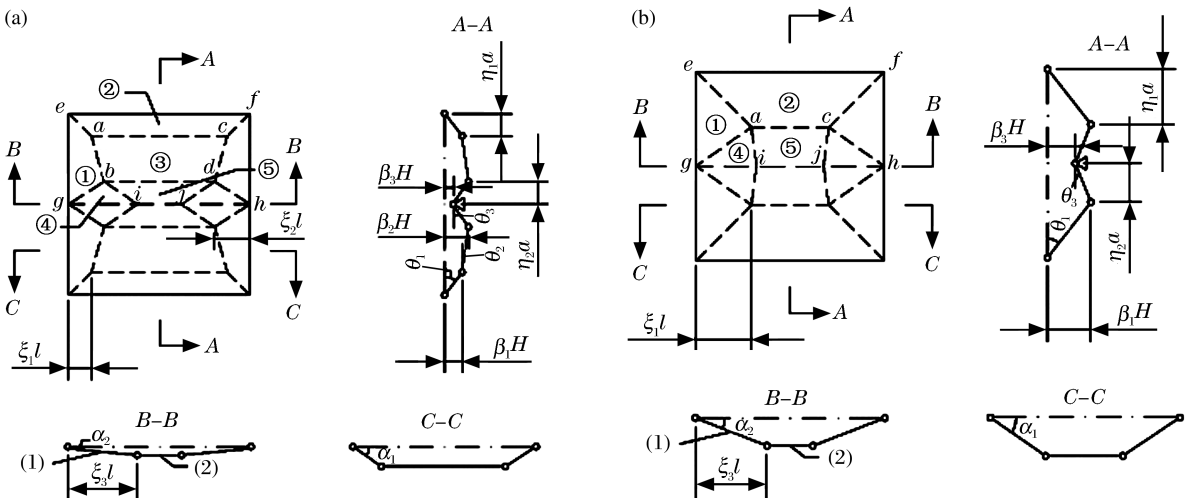 (a)
A
A–A
② 
e
f
a
c
B
B
③
⑤
① b
d
g
i
j
h
④
ξ₂l
C
C
A
ξ₁l
η₁a
β₃H
β₂H
θ₃
θ₂
θ₁
η₂a
β₁H
B–B
α₂
(1)
(2)
ξ₃l
C–C
α₁
(b)
A
A–A
e
f
②
a
c
B
B
①
④
i
⑤
j
g
h
C
C
ξ₁l
A
η₁a
β₃H
θ₃
θ₁
η₂a
β₁H
B–B
α₂
(1)
(2)
ξ₃l
C–C
α₁